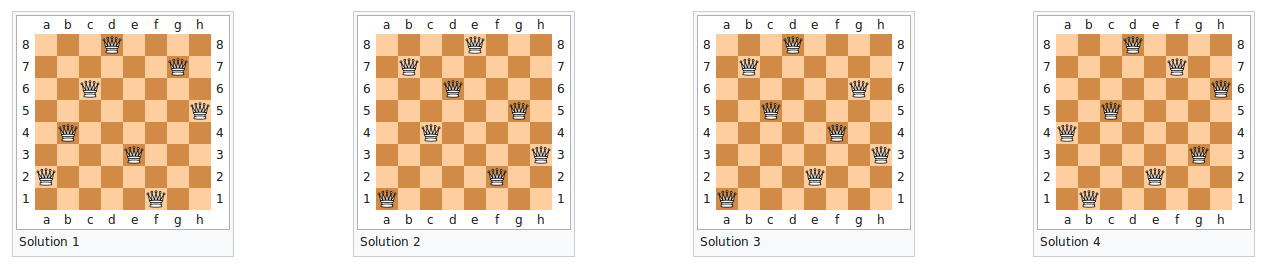 a b c d e f g h a b c d e f g h a b c d e f g h a b c d e f g h
8 8 8 8 8 8 8 8
7 7 7 7 7 7 7 7
6 6 6 6 6 6 6 6
5 5 5 5 5 5 5 5
4 4 4 4 4 4 4 4
3 3 3 3 3 3 3 3
2 2 2 2 2 2 2 2
1 1 1 1 1 1 1 1
a b c d e f g h a b c d e f g h a b c d e f g h a b c d e f g h
Solution 1 Solution 2 Solution 3 Solution 4